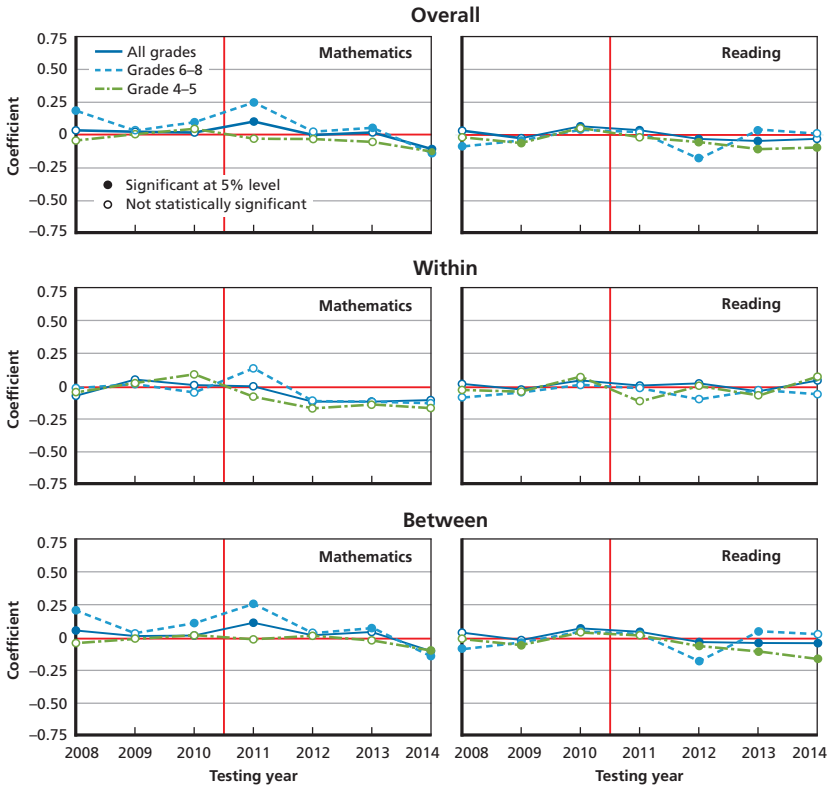 Overall
0.75
0.50
0.25
0
−0.25
−0.50
−0.75
Coefficient
All grades
Grades 6–8
Grade 4–5
Mathematics
Significant at 5% level
Not statistically significant
Reading
Within
0.75
0.50
0.25
0
−0.25
−0.50
−0.75
Coefficient
Mathematics
Reading
Between
0.75
0.50
0.25
0
−0.25
−0.50
−0.75
Coefficient
Mathematics
Reading
2008 2009 2010 2011 2012 2013 2014
Testing year
2008 2009 2010 2011 2012 2013 2014
Testing year